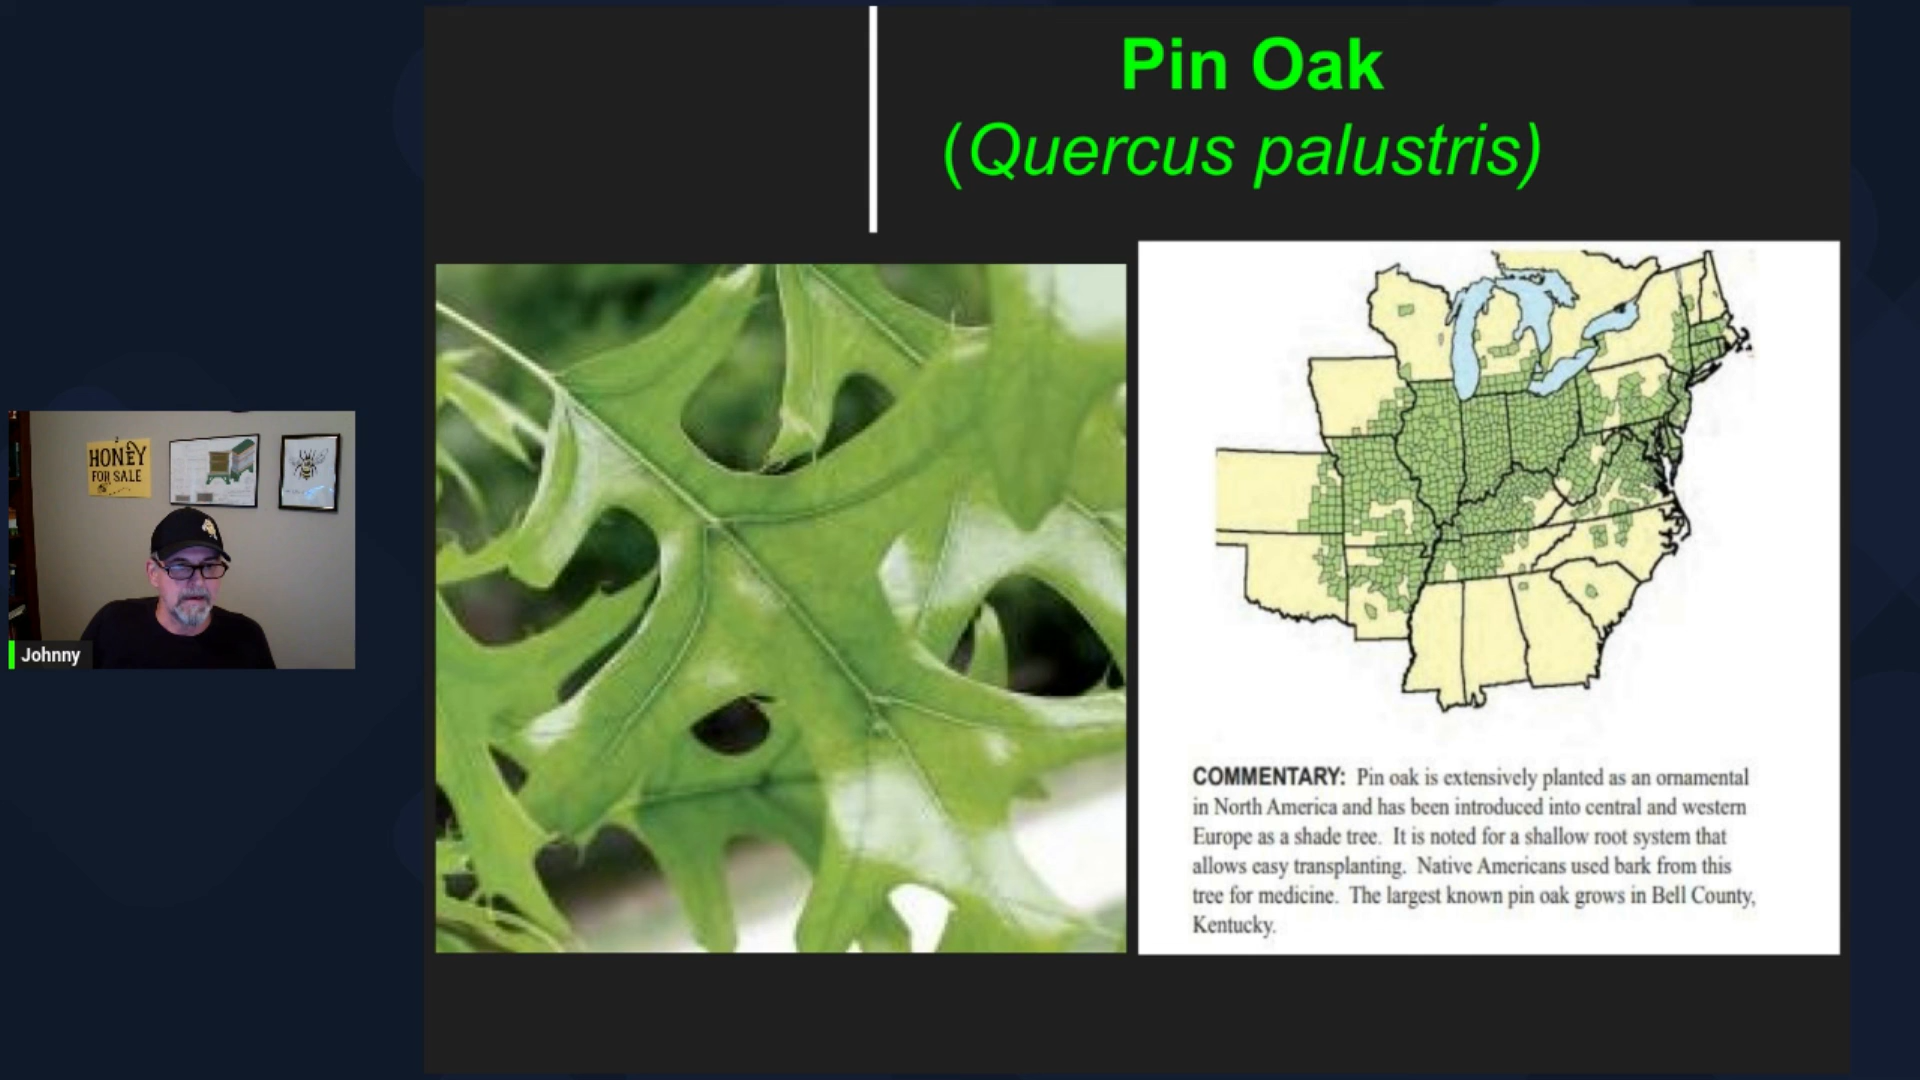 Pin Oak
(Quercus palustris)
HONEY
FOR SALE
Johnny
COMMENTARY: Pin oak is extensively planted as an ornamental
in North America and has been introduced into central and western
Europe as a shade tree. It is noted for a shallow root system that
allows easy transplanting. Native Americans used bark from this
tree for medicine. The largest known pin oak grows in Bell County,
Kentucky.